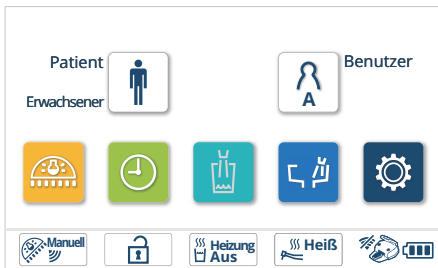 Patient
Benutzer
Erwachsener
A
Manuell
Heizung
Aus
Heiß